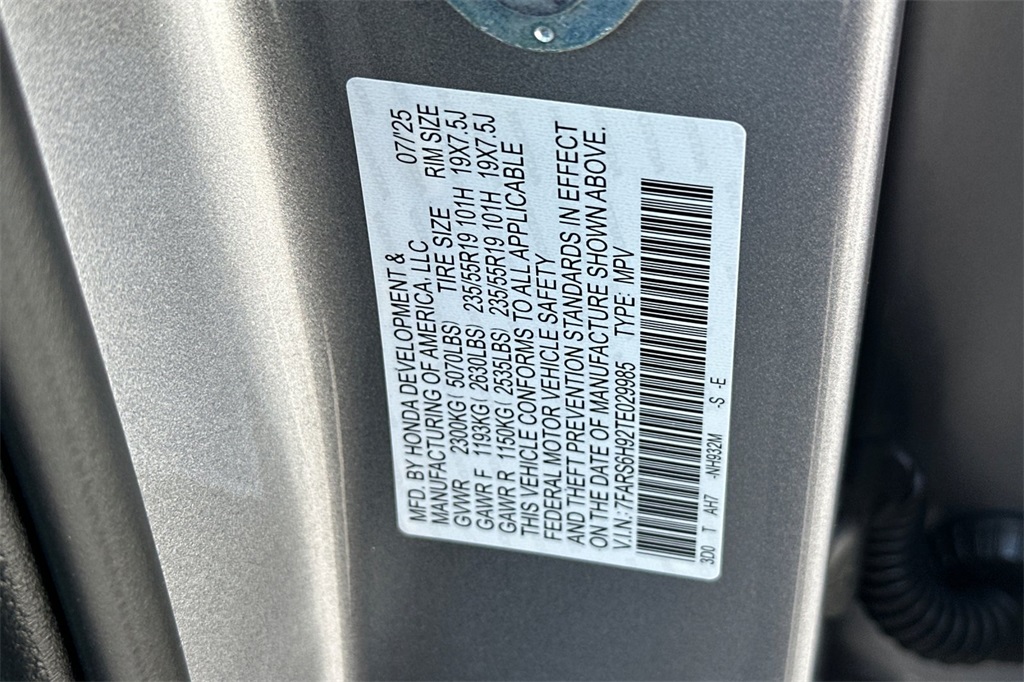 MFD. BY HONDA DEVELOPMENT & 07/'25
MANUFACTURING OF AMERICA, LLC
TIRE SIZE RIM SIZE
GVWR 2300KG( 5070LBS)
GAWR F 1193KG( 2630LBS) 235/55R19 101H 19X7.5J
GAWR R 1150KG( 2535LBS) 235/55R19 101H 19X7.5J
THIS VEHICLE CONFORMS TO ALL APPLICABLE
FEDERAL MOTOR VEHICLE SAFETY
AND THEFT PREVENTION STANDARDS IN EFFECT
ON THE DATE OF MANUFACTURE SHOWN ABOVE.
V.I.N.: 7FARS6H92TE029985 TYPE: MPV
3D0 T AH7 -NH932M -S -E